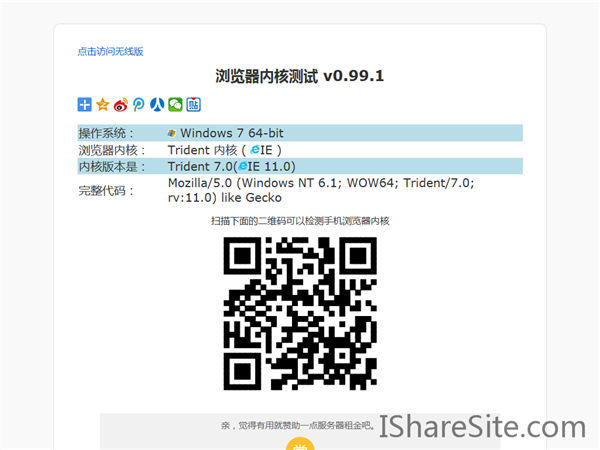 点击访问无线版
浏览器内核测试 v0.99.1
操作系统： Windows 7 64-bit
浏览器内核： Trident 内核 ( IE )
内核版本是： Trident 7.0(IE 11.0)
完整代码： Mozilla/5.0 (Windows NT 6.1; WOW64; Trident/7.0;
rv:11.0) like Gecko
扫描下面的二维码可以检测手机浏览器内核
亲，觉得有用就赞助一点服务器租金吧。
IShareSite.com